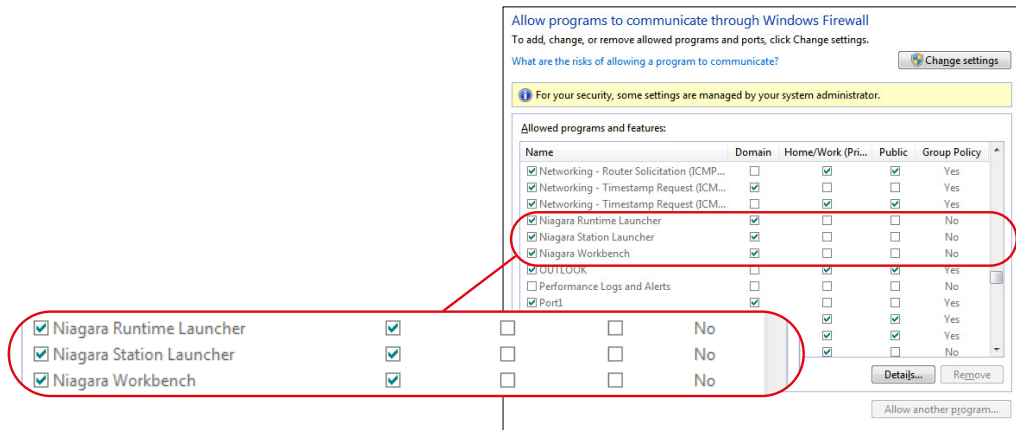 Allow programs to communicate through Windows Firewall
To add, change, or remove allowed programs and ports, click Change settings.
What are the risks of allowing a program to communicate?
Change settings
For your security, some settings are managed by your system administrator.
Allowed programs and features:
Name Domain Home/Work (Pri... Public Group Policy
Networking - Router Solicitation (ICMP... Yes
Networking - Timestamp Request (ICM... Yes
Networking - Timestamp Request (ICM... Yes
Niagara Runtime Launcher No
Niagara Station Launcher No
Niagara Workbench No
OUTLOOK Yes
Performance Logs and Alerts No
Port1 Yes
Yes
Yes
No
Niagara Runtime Launcher No
Niagara Station Launcher No
Niagara Workbench No
Details... Remove
Allow another program...